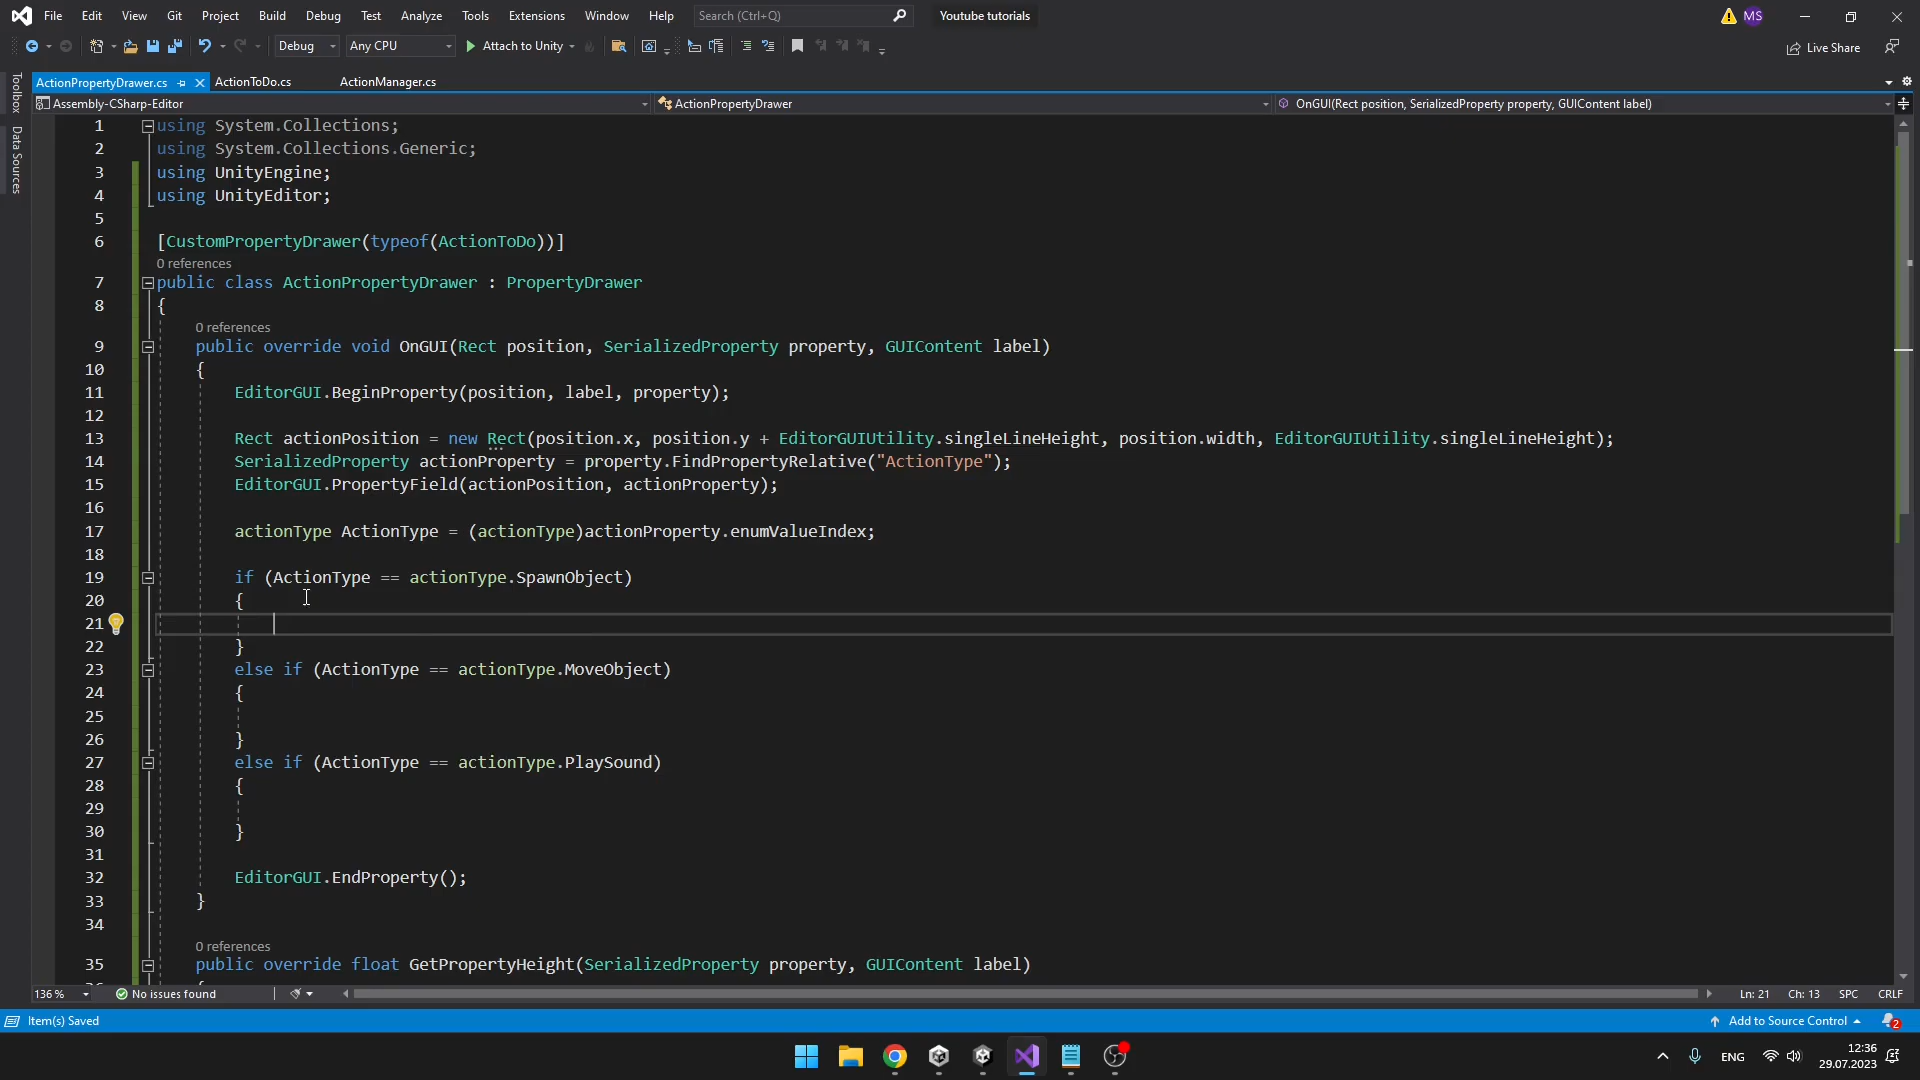 File Edit View Git Project Build Debug Test Analyze Tools Extensions Window Help Search (Ctrl+Q) Youtube tutorials MS
Debug Any CPU Attach to Unity Live Share
ActionPropertyDrawer.cs ActionToDo.cs ActionManager.cs
Toolbox
Data Sources
Assembly-CSharp-Editor ActionPropertyDrawer OnGUI(Rect position, SerializedProperty property, GUIContent label)
1 using System.Collections;
2 using System.Collections.Generic;
3 using UnityEngine;
4 using UnityEditor;
5
6 [CustomPropertyDrawer(typeof(ActionToDo))]
0 references
7 public class ActionPropertyDrawer : PropertyDrawer
8 {
0 references
9 public override void OnGUI(Rect position, SerializedProperty property, GUIContent label)
10 {
11 EditorGUI.BeginProperty(position, label, property);
12
13 Rect actionPosition = new Rect(position.x, position.y + EditorGUIUtility.singleLineHeight, position.width, EditorGUIUtility.singleLineHeight);
14 SerializedProperty actionProperty = property.FindPropertyRelative("ActionType");
15 EditorGUI.PropertyField(actionPosition, actionProperty);
16
17 actionType ActionType = (actionType)actionProperty.enumValueIndex;
18
19 if (ActionType == actionType.SpawnObject)
20 {
21
22 }
23 else if (ActionType == actionType.MoveObject)
24 {
25
26 }
27 else if (ActionType == actionType.PlaySound)
28 {
29
30 }
31
32 EditorGUI.EndProperty();
33 }
34
0 references
35 public override float GetPropertyHeight(SerializedProperty property, GUIContent label)
136 % No issues found Ln: 21 Ch: 13 SPC CRLF
Item(s) Saved Add to Source Control 2
ENG 12:36
29.07.2023